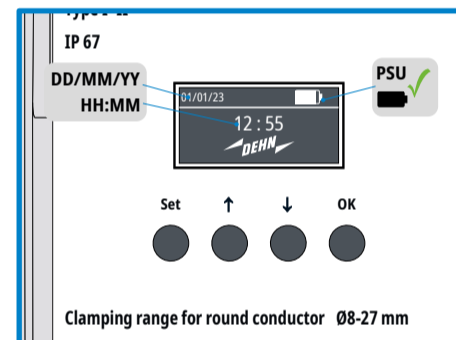 IP 67
DD/MM/YY
HH:MM
PSU
01/01/23
12 : 55
DEHN
Set ↑ ↓ OK
Clamping range for round conductor Ø8-27 mm